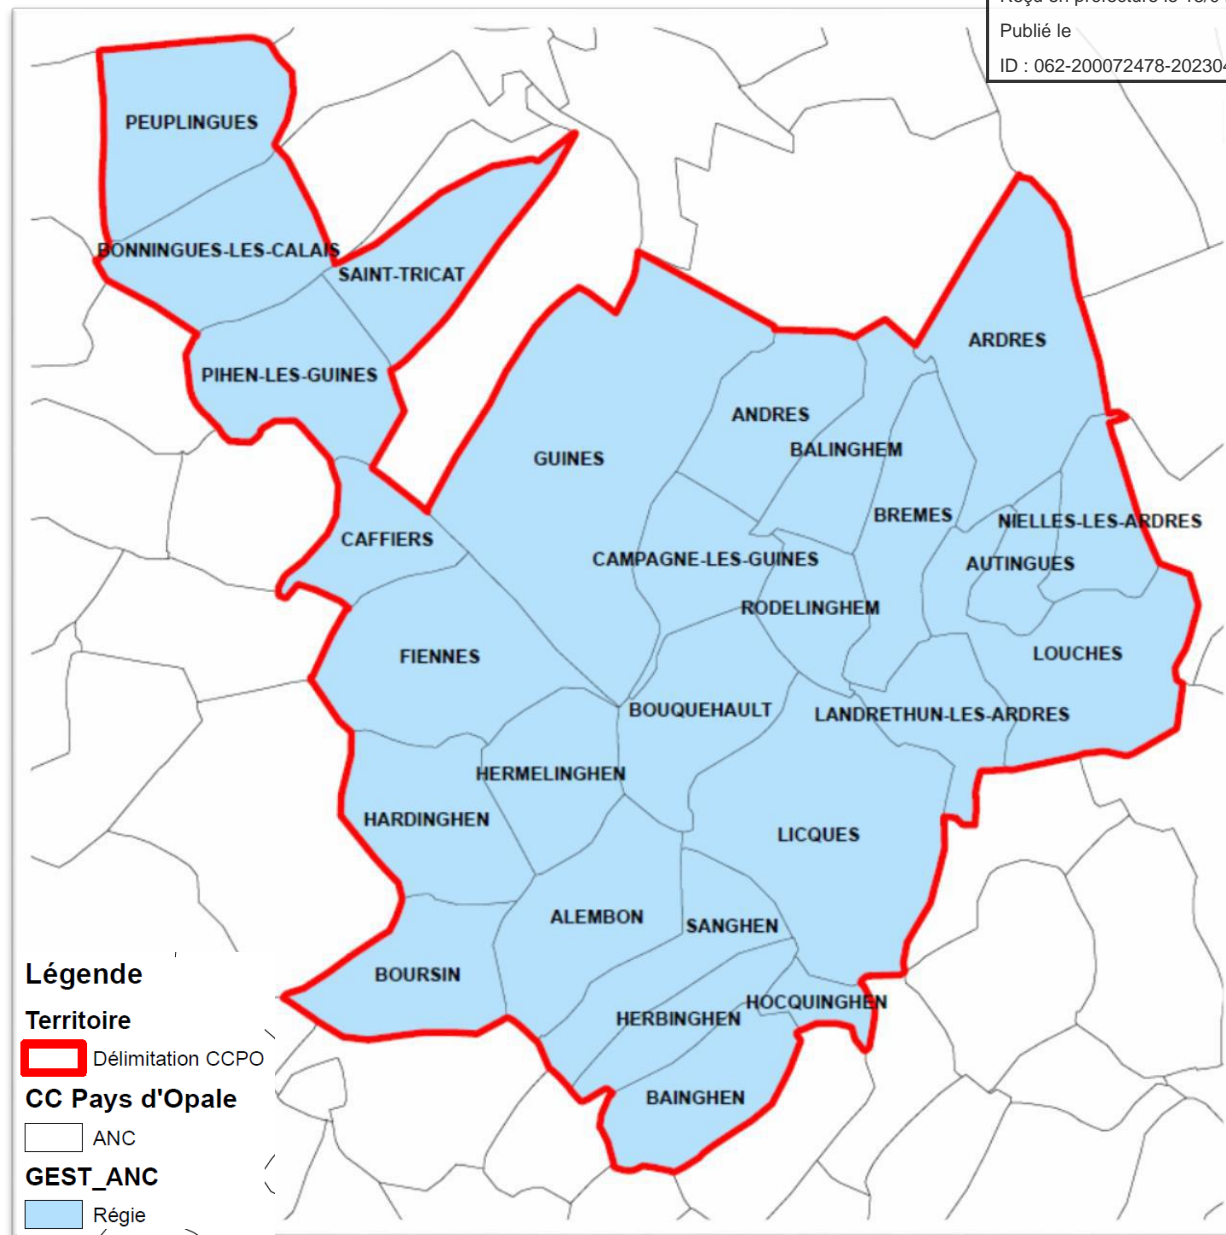 Publié le
ID : 062-200072478-202304
PEUPLINGUES
BONNINGUES-LES-CALAIS
SAINT-TRICAT
PIHEN-LES-GUINES
ARDRES
ANDRES
BALINGHEM
GUINES
BREMES
NIELLES-LES-ARDRES
CAFFIERS
CAMPAGNE-LES-GUINES
AUTINGUES
RODELINGHEM
FIENNES
LOUCHES
BOUQUEHAULT
LANDRETHUN-LES-ARDRES
HERMELINGHEN
HARDINGHEN
LICQUES
ALEMBON
SANGHEN
BOURSIN
HOCQUINGHEN
HERBINGHEN
BAINGHEN
Légende
Territoire
Délimitation CCPO
CC Pays d'Opale
ANC
GEST_ANC
Régie